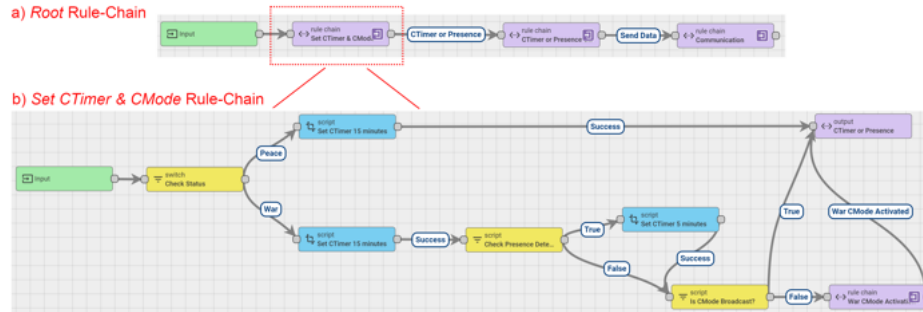 a) Root Rule-Chain
Input
rule chain
Set CTimer & CMod...
CTimer or Presence
rule chain
CTimer or Presence
Send Data
rule chain
Communication
b) Set CTimer & CMode Rule-Chain
script
Set CTimer 15 minutes
Success
output
CTimer or Presence
Peace
Input
switch
Check Status
War
script
Set CTimer 15 minutes
Success
script
Check Presence Dete...
True
script
Set CTimer 5 minutes
Success
False
script
Is CMode Broadcast?
True
False
War CMode Activated
rule chain
War CMode Activati...